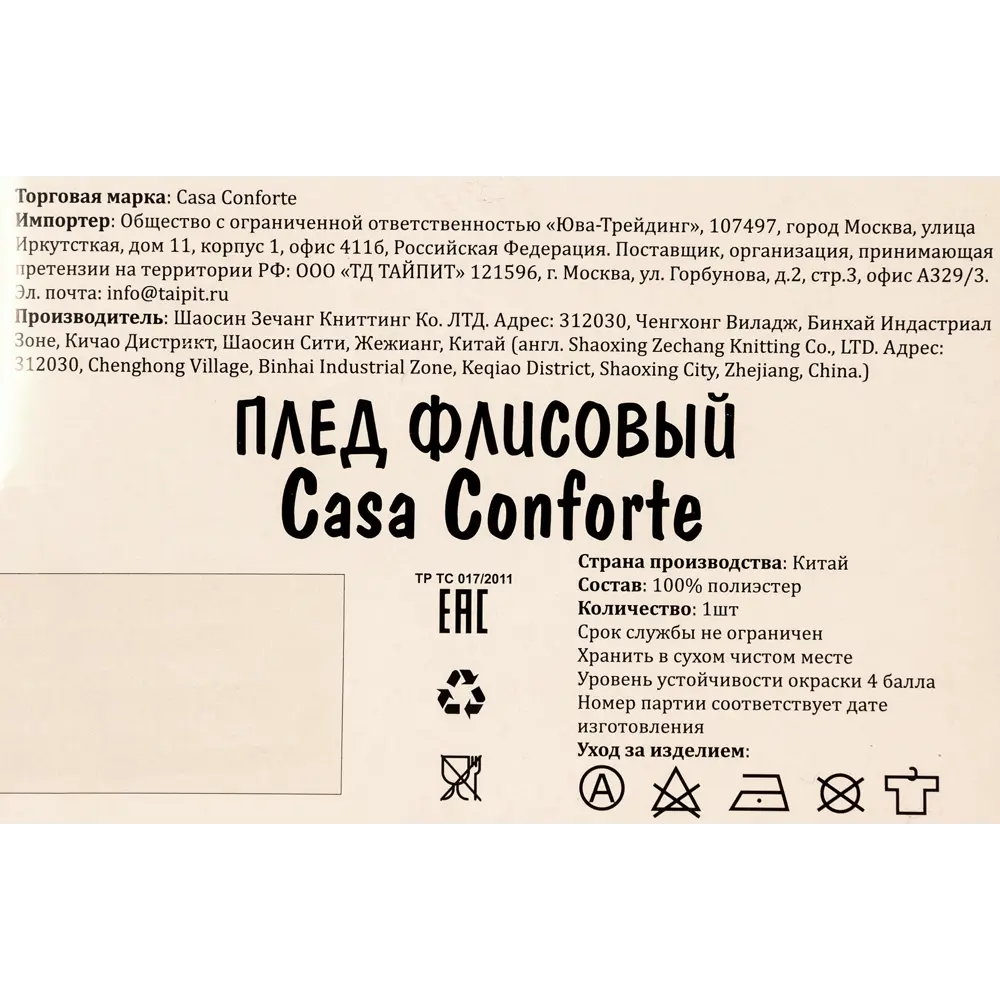 Торговая марка: Casa Conforte
Импортер: Общество с ограниченной ответственностью «Юва-Трейдинг», 107497, город Москва, улица
Иркутсткая, дом 11, корпус 1, офис 411б, Российская Федерация. Поставщик, организация, принимающая
претензии на территории РФ: ООО «ТД ТАЙПИТ» 121596, г. Москва, ул. Горбунова, д.2, стр.3, офис А329/3.
Эл. почта: info@taipit.ru
Производитель: Шаосин Зечанг Книттинг Ко. ЛТД. Адрес: 312030, Ченгхонг Виладж, Бинхай Индастриал
Зоне, Кичао Дистрикт, Шаосин Сити, Жежианг, Китай (англ. Shaoxing Zechang Knitting Co., LTD. Адрес:
312030, Chenghong Village, Binhai Industrial Zone, Keqiao District, Shaoxing City, Zhejiang, China.)
ПЛЕД ФЛИСОВЫЙ
Casa Conforte
ТР ТС 017/2011
EAC
Страна производства: Китай
Состав: 100% полиэстер
Количество: 1шт
Срок службы не ограничен
Хранить в сухом чистом месте
Уровень устойчивости окраски 4 балла
Номер партии соответствует дате
изготовления
Уход за изделием:
A